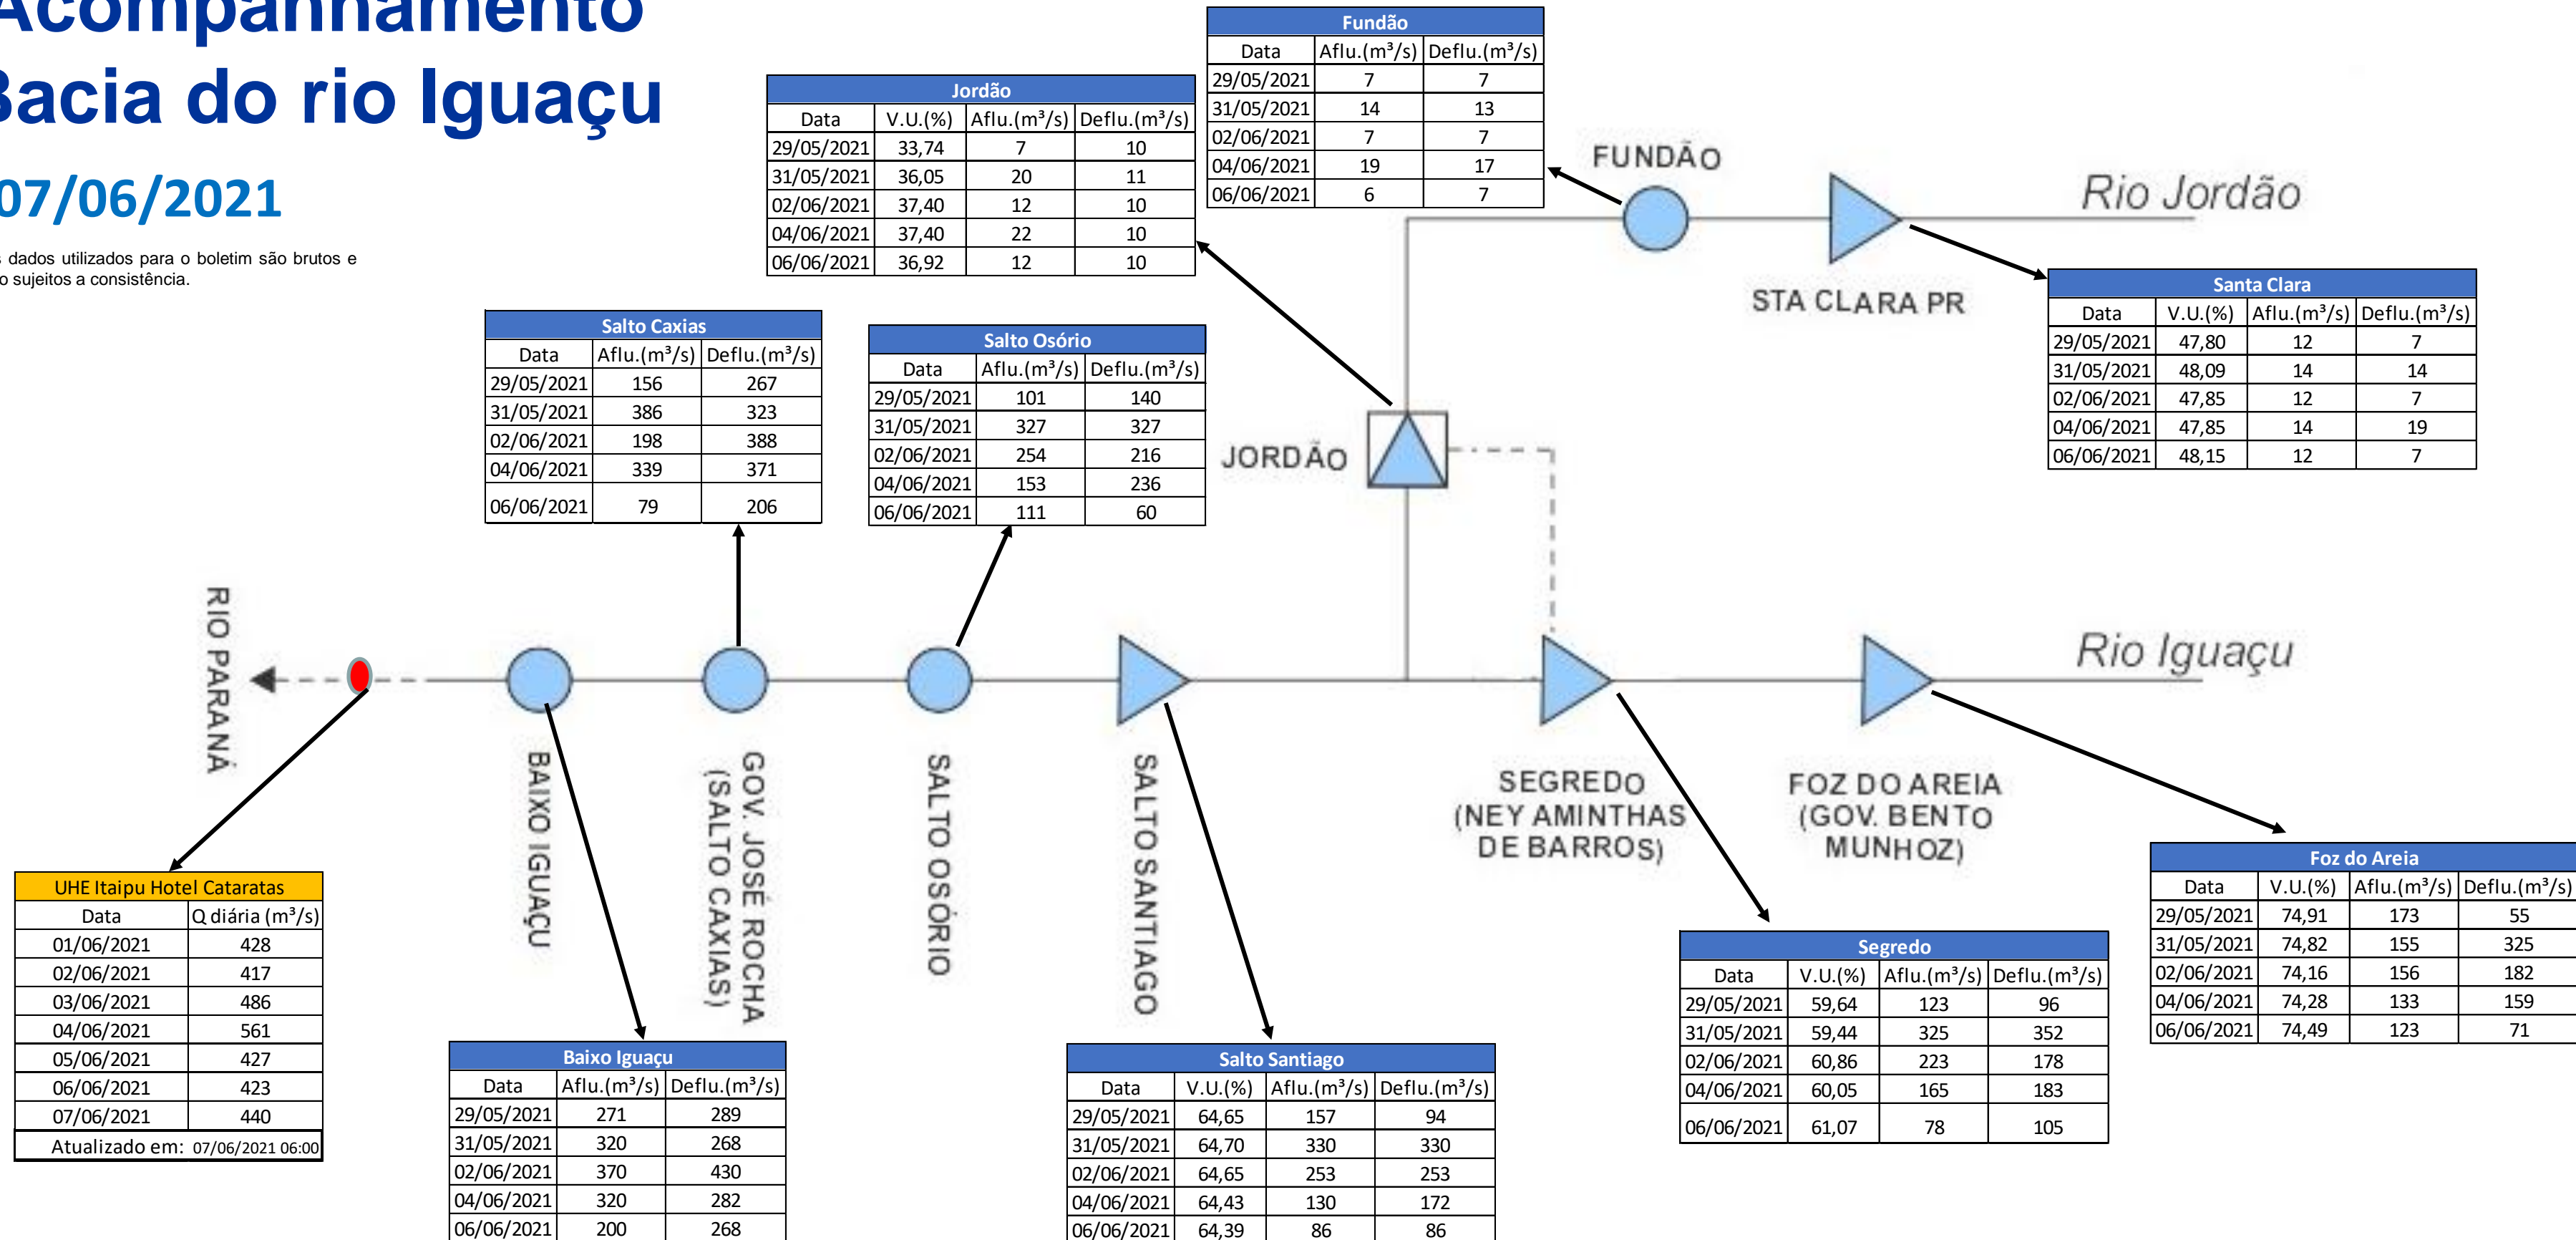 Acompanhamento
Bacia do rio Iguaçu
07/06/2021
dados utilizados para o boletim são brutos e
sujeitos a consistência.
Fundão
Data Aflu.(m³/s) Deflu.(m³/s)
29/05/2021 7 7
31/05/2021 14 13
02/06/2021 7 7
04/06/2021 19 17
06/06/2021 6 7
Jordão
Data V.U.(%) Aflu.(m³/s) Deflu.(m³/s)
29/05/2021 33,74 7 10
31/05/2021 36,05 20 11
02/06/2021 37,40 12 10
04/06/2021 37,40 22 10
06/06/2021 36,92 12 10
FUNDÃO
STA CLARA PR
Rio Jordão
Santa Clara
Data V.U.(%) Aflu.(m³/s) Deflu.(m³/s)
29/05/2021 47,80 12 7
31/05/2021 48,09 14 14
02/06/2021 47,85 12 7
04/06/2021 47,85 14 19
06/06/2021 48,15 12 7
Salto Caxias
Data Aflu.(m³/s) Deflu.(m³/s)
29/05/2021 156 267
31/05/2021 386 323
02/06/2021 198 388
04/06/2021 339 371
06/06/2021 79 206
Salto Osório
Data Aflu.(m³/s) Deflu.(m³/s)
29/05/2021 101 140
31/05/2021 327 327
02/06/2021 254 216
04/06/2021 153 236
06/06/2021 111 60
JORDÃO
RIO PARANÁ
BAIXO IGUAÇU
GOV. JOSÉ ROCHA
(SALTO CAXIAS)
SALTO OSÓRIO
SALTO SANTIAGO
SEGREDO
(NEY AMINTHAS
DE BARROS)
FOZ DO AREIA
(GOV. BENTO
MUNHOZ)
Rio Iguaçu
UHE Itaipu Hotel Cataratas
Data Q diária (m³/s)
01/06/2021 428
02/06/2021 417
03/06/2021 486
04/06/2021 561
05/06/2021 427
06/06/2021 423
07/06/2021 440
Atualizado em: 07/06/2021 06:00
Baixo Iguaçu
Data Aflu.(m³/s) Deflu.(m³/s)
29/05/2021 271 289
31/05/2021 320 268
02/06/2021 370 430
04/06/2021 320 282
06/06/2021 200 268
Salto Santiago
Data V.U.(%) Aflu.(m³/s) Deflu.(m³/s)
29/05/2021 64,65 157 94
31/05/2021 64,70 330 330
02/06/2021 64,65 253 253
04/06/2021 64,43 130 172
06/06/2021 64,39 86 86
Segredo
Data V.U.(%) Aflu.(m³/s) Deflu.(m³/s)
29/05/2021 59,64 123 96
31/05/2021 59,44 325 352
02/06/2021 60,86 223 178
04/06/2021 60,05 165 183
06/06/2021 61,07 78 105
Foz do Areia
Data V.U.(%) Aflu.(m³/s) Deflu.(m³/s)
29/05/2021 74,91 173 55
31/05/2021 74,82 155 325
02/06/2021 74,16 156 182
04/06/2021 74,28 133 159
06/06/2021 74,49 123 71